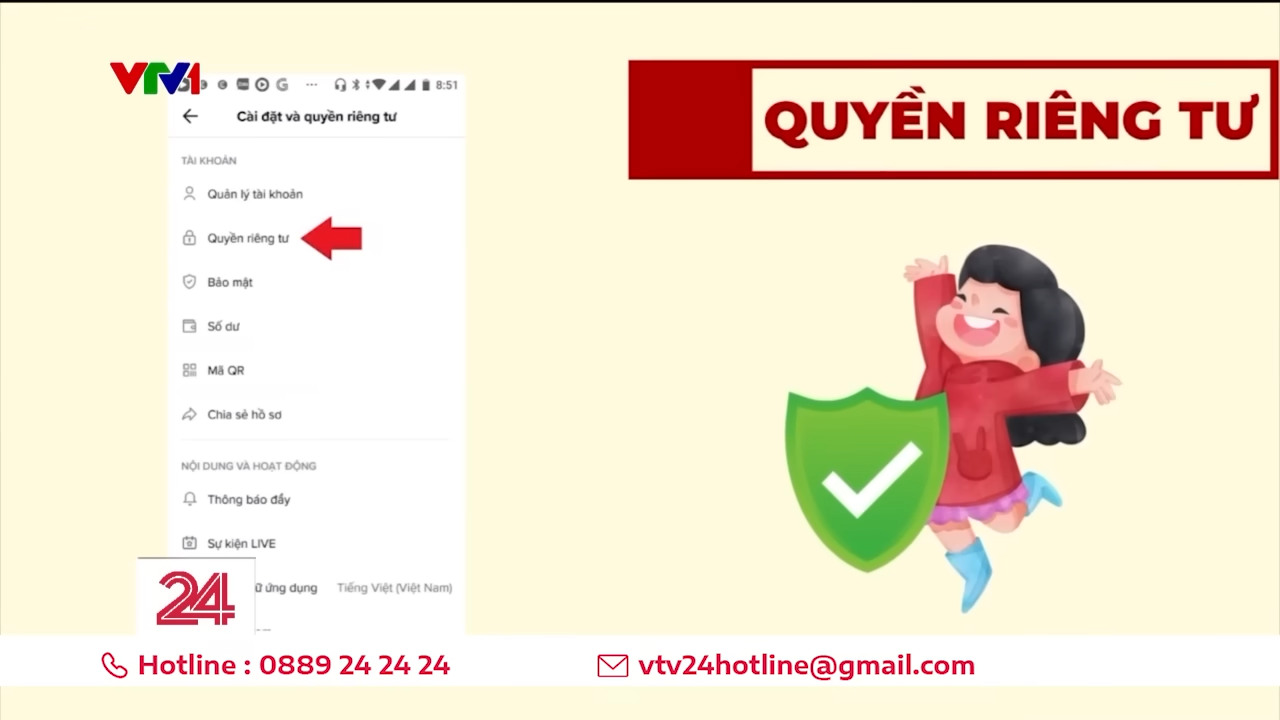 VTV1
8:51
Cài đặt và quyền riêng tư
TÀI KHOẢN
Quản lý tài khoản
Quyền riêng tư
Bảo mật
Số dư
Mã QR
Chia sẻ hồ sơ
NỘI DUNG VÀ HOẠT ĐỘNG
Thông báo đẩy
Sự kiện LIVE
ữ ứng dụng Tiếng Việt (Việt Nam)
QUYỀN RIÊNG TƯ
24
Hotline : 0889 24 24 24
vtv24hotline@gmail.com